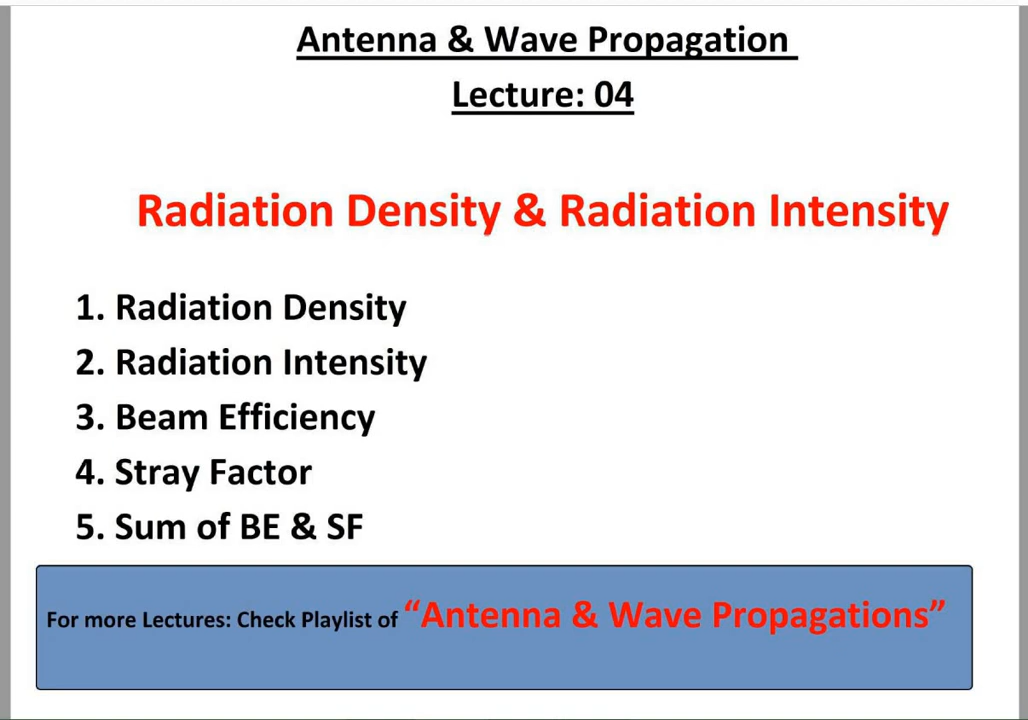 Antenna & Wave Propagation
Lecture: 04
Radiation Density & Radiation Intensity
1. Radiation Density
2. Radiation Intensity
3. Beam Efficiency
4. Stray Factor
5. Sum of BE & SF
For more Lectures: Check Playlist of “Antenna & Wave Propagations”